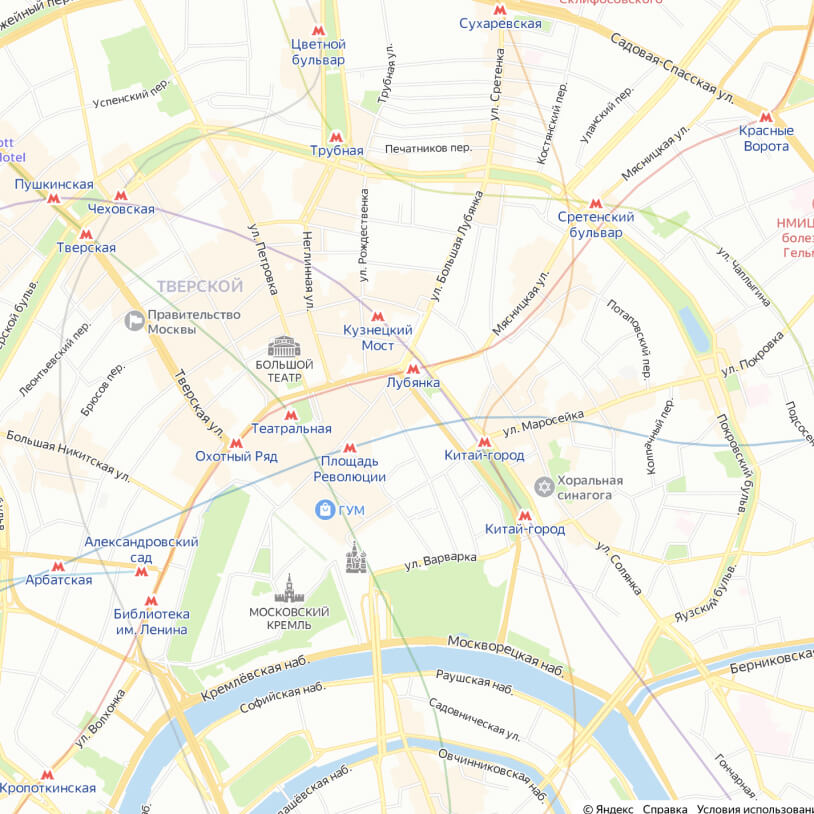 Склифосовского
Сухаревская
Цветной
бульвар
Садовая-Спасская ул.
Трубная ул.
ул. Сретенка
Успенский пер.
Костянский пер.
Уланский пер.
Мясницкая ул.
Красные
Ворота
Трубная
Печатников пер.
Пушкинская
Чеховская
Тверская
Сретенский
бульвар
ул. Рождественка
ул. Большая Лубянка
ул. Петровка
Неглинная ул.
НМИЦ
ул. Чаплыгина
ТВЕРСКОЙ
Правительство
Москвы
Кузнецкий
Мост
Мясницкая ул.
Потаповский пер.
Леонтьевский пер.
Брюсов пер.
БОЛЬШОЙ
ТЕАТР
Лубянка
ул. Покровка
Тверская ул.
Театральная
ул. Маросейка
Колпачный пер.
Покровский бульв.
Большая Никитская ул.
Охотный Ряд
Площадь
Революции
Китай-город
Хоральная
синагога
ГУМ
Китай-город
Александровский
сад
Арбатская
ул. Варварка
ул. Солянка
Яузский бульв.
Библиотека
им. Ленина
МОСКОВСКИЙ
КРЕМЛЬ
Москворецкая наб.
Кремлёвская наб.
Берниковская
Раушская наб.
Софийская наб.
Садовническая ул.
ул. Волхонка
Овчинниковская наб.
Гончарная
Кропоткинская
© Яндекс Справка Условия использовани